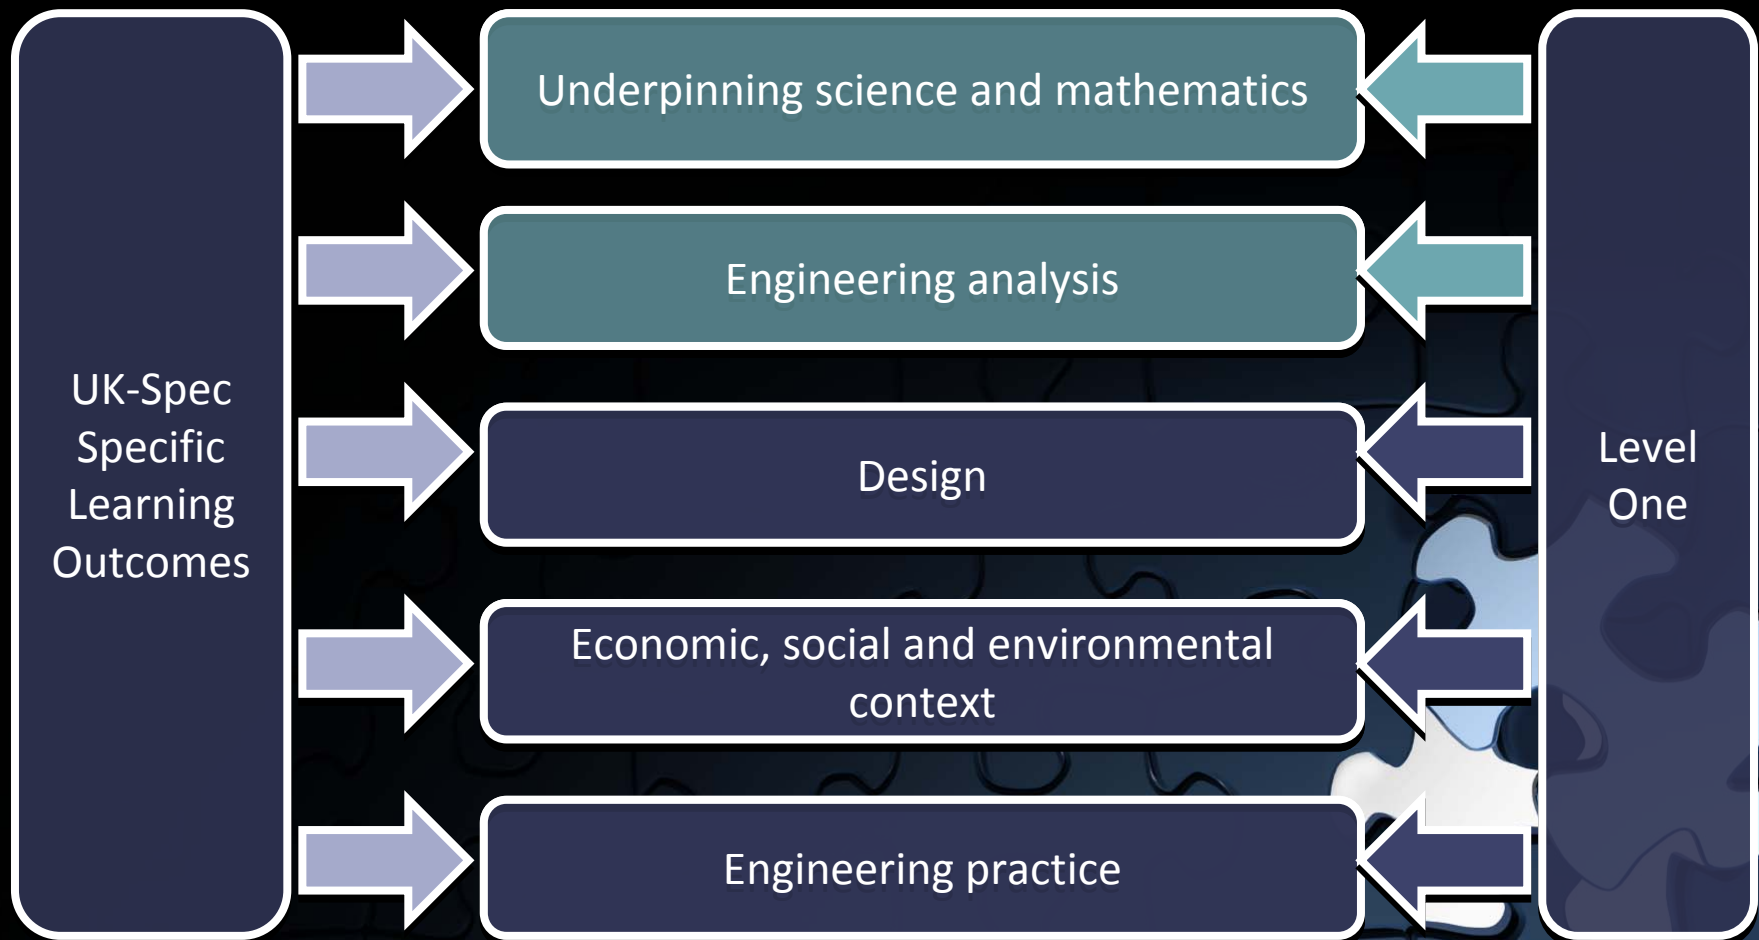 UK-Spec
Specific
Learning
Outcomes
Underpinning science and mathematics
Engineering analysis
Design
Economic, social and environmental
context
Engineering practice
Level
One